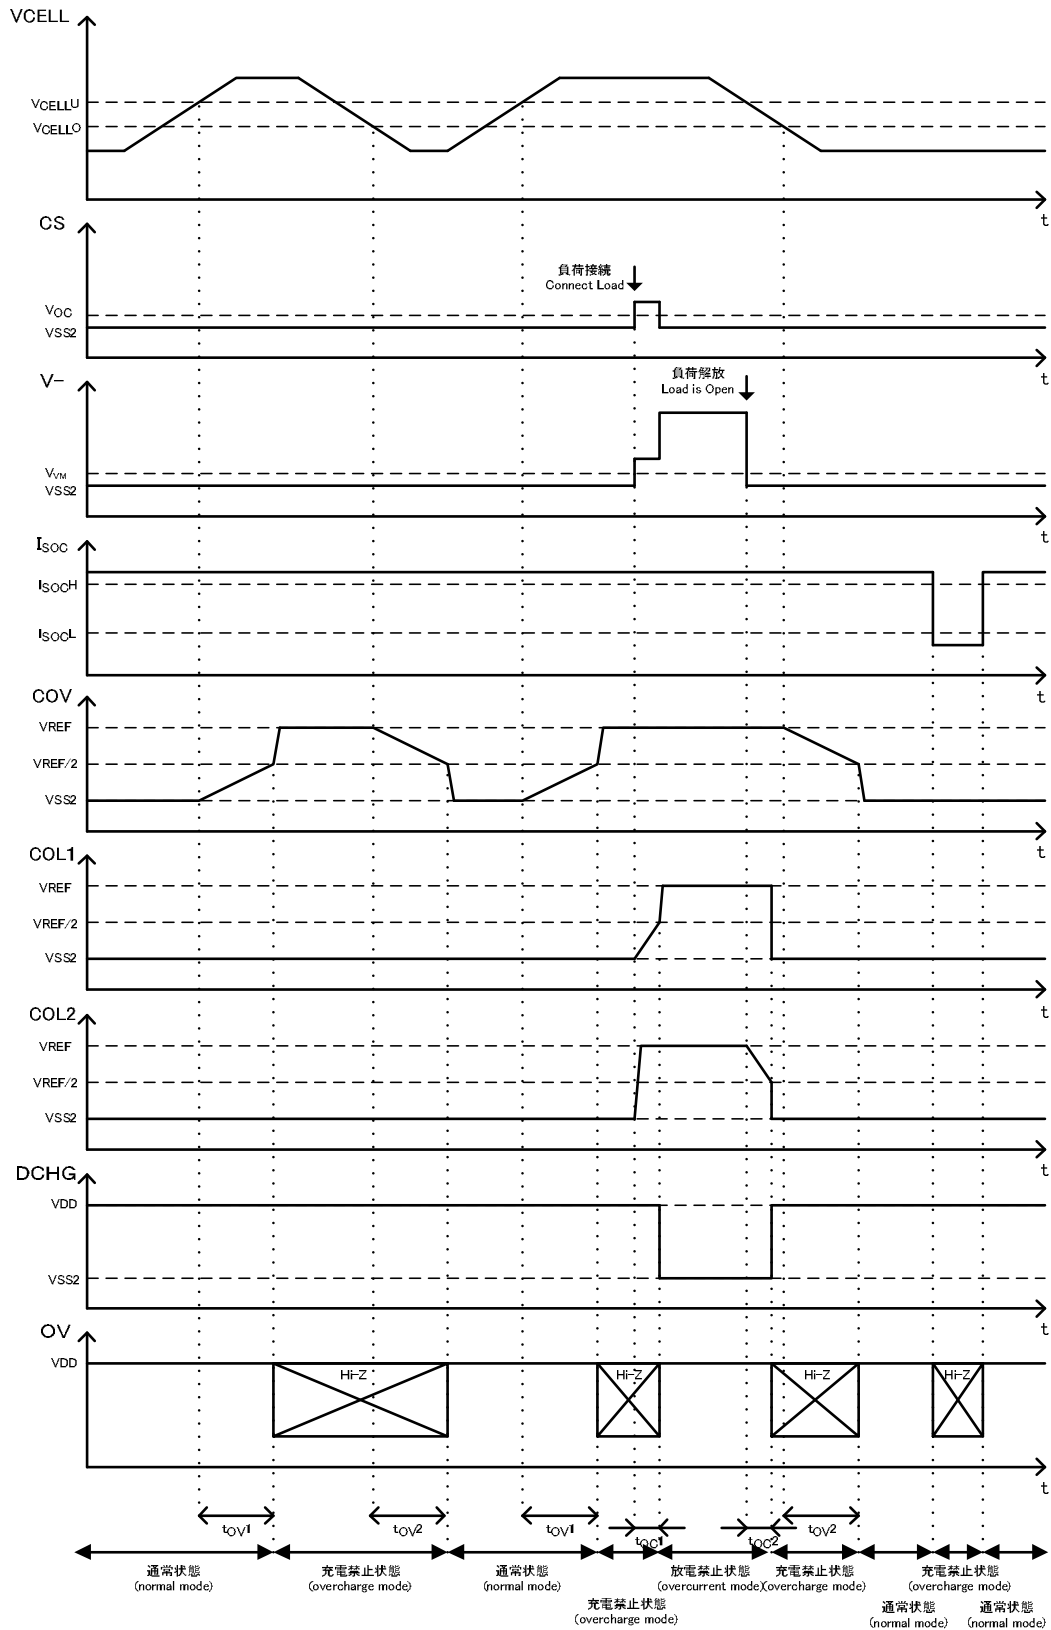 VCELL
VCELLU
VCELLO
t
CS
負荷接続
Connect Load
VOC
VSS2
t
V-
負荷解放
Load is Open
VVM
VSS2
t
ISOC
ISOCH
ISOCL
t
COV
VREF
VREF/2
VSS2
t
COL1
VREF
VREF/2
VSS2
t
COL2
VREF
VREF/2
VSS2
t
DCHG
VDD
VSS2
t
OV
VDD
Hi-Z Hi-Z Hi-Z Hi-Z
t
tOV1 tOV2 tOV1 tOC1 tOC2 tOV2
通常状態 充電禁止状態 通常状態 放電禁止状態 充電禁止状態 充電禁止状態
(normal mode) (overcharge mode) (normal mode) (overcurrent mode) (overcharge mode) (overcharge mode)
充電禁止状態 通常状態 通常状態
(overcharge mode) (normal mode) (normal mode)